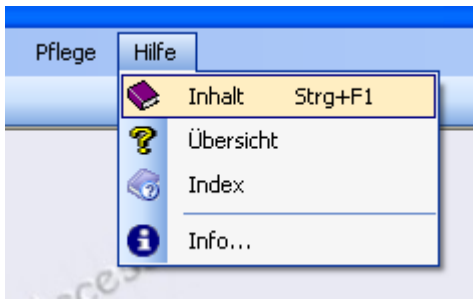 Pflege Hilfe
Inhalt Strg+F1
Übersicht
Index
Info...